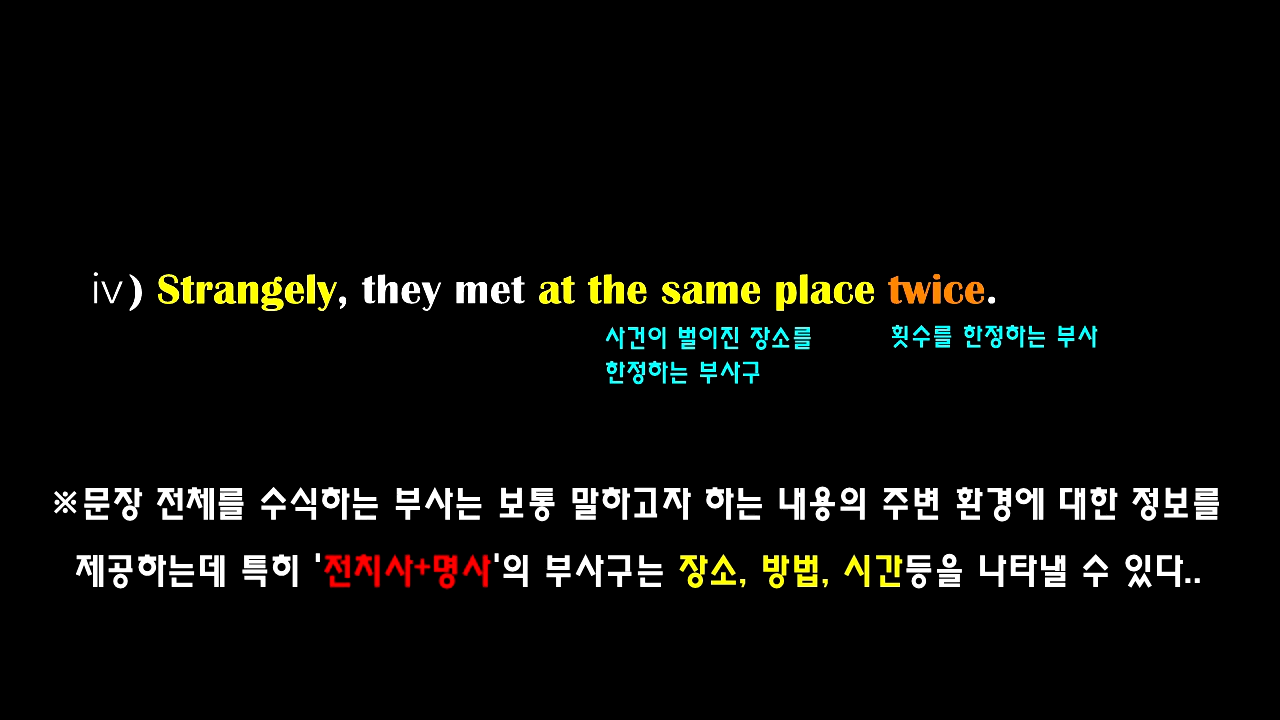 ⅳ) Strangely, they met at the same place twice.
사건이 벌이진 장소를 횟수를 한정하는 부사
한정하는 부사구
※문장 전체를 수식하는 부사는 보통 말하고자 하는 내용의 주변 환경에 대한 정보를
제공하는데 특히 '전치사+명사'의 부사구는 장소, 방법, 시간등을 나타낼 수 있다..